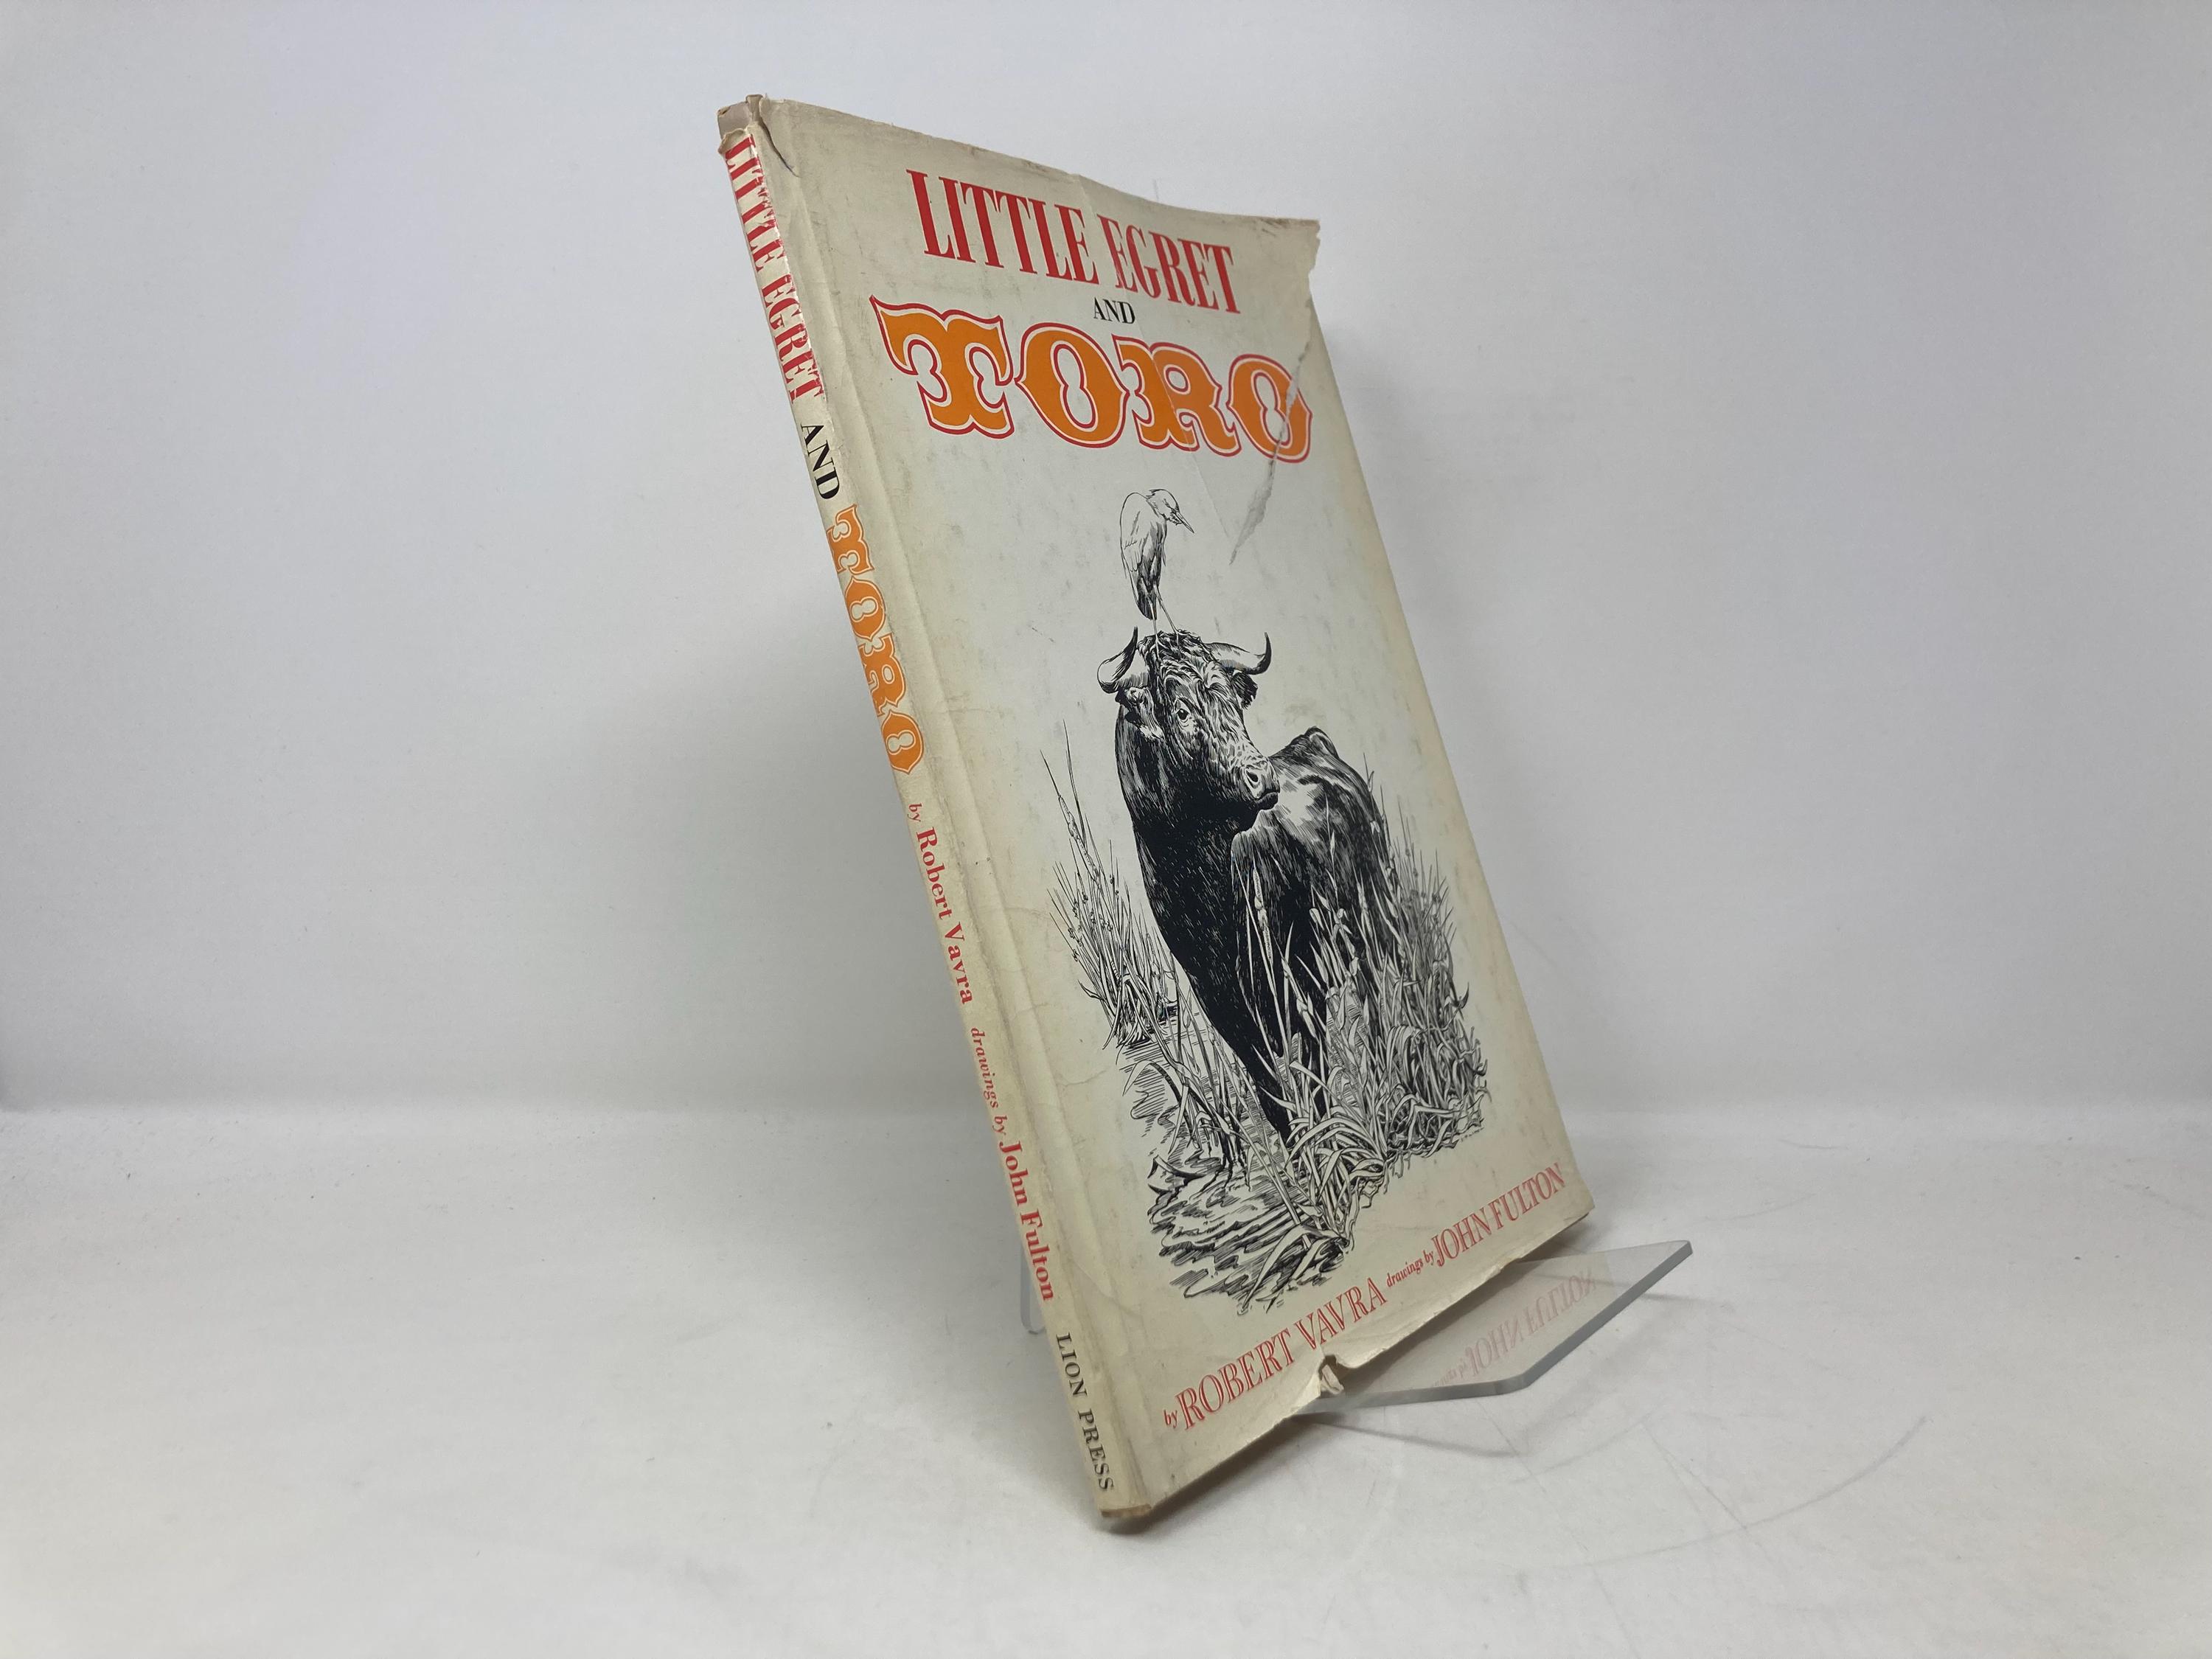 LITTLE EGRET
AND
TORO
by ROBERT VAVRA drawings by JOHN FULTON
LITTLE EGRET AND TORO by Robert Vavra drawings by John Fulton LION PRESS